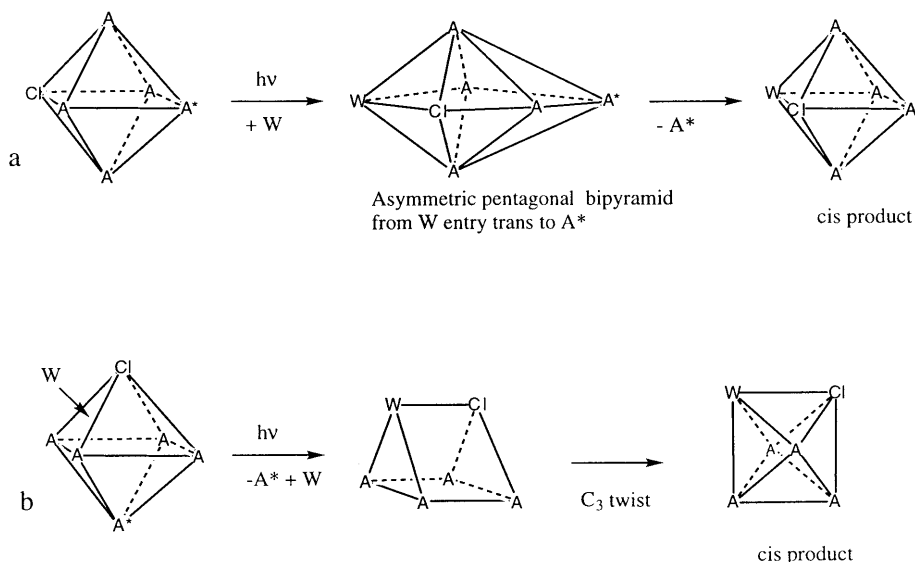 A
Cl
A
A
A*
A
a
hν
+ W
A
W
A
Cl
A
A*
A
Asymmetric pentagonal bipyramid
from W entry trans to A*
- A*
A
W
A
Cl
A
A
cis product
W
Cl
A
A
A
A
A*
b
hν
-A* + W
W
Cl
A
A
A
A
C₃ twist
W
Cl
A
A
A
A
cis product